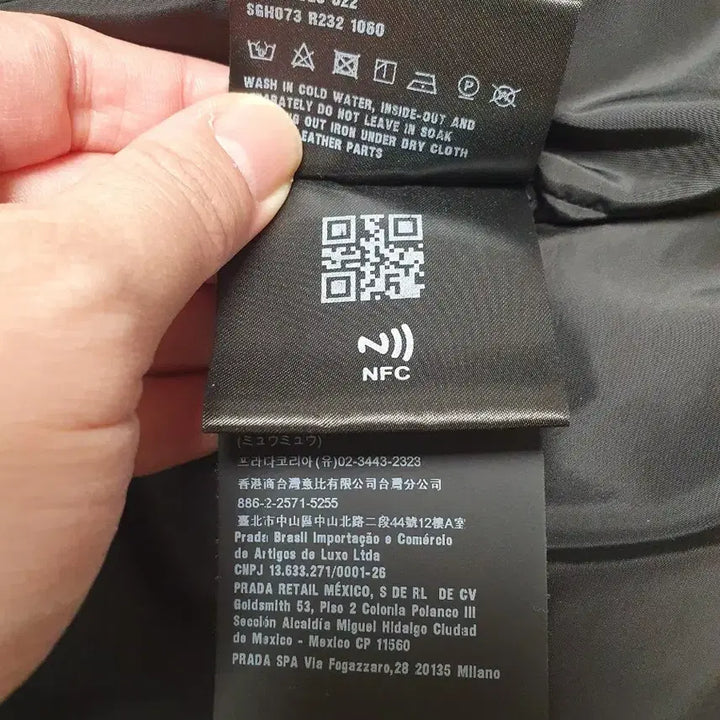 022
SGH073 R232 1060
WASH IN COLD WATER, INSIDE-OUT AND
DO NOT LEAVE IN SOAK
OUT IRON UNDER DRY CLOTH
PARTS
NFC
(ミュウミュウ)
프라다코리아(유)02-3443-2323
香港商台灣意比有限公司台灣分公司
886-2-2571-5255
臺北市中山區中山北路二段44號12樓A室
Prada Brasil Importação e Comércio
de Artigos de Luxo Ltda
CNPJ 13.633.271/0001-26
PRADA RETAIL MÉXICO, S DE RL DE CV
Goldsmith 53, Piso 2 Colonia Polanco III
Sección Alcaldía Miguel Hidalgo Ciudad
de Mexico - Mexico CP 11560
PRADA SPA Via Fogazzaro,28 20135 Milano